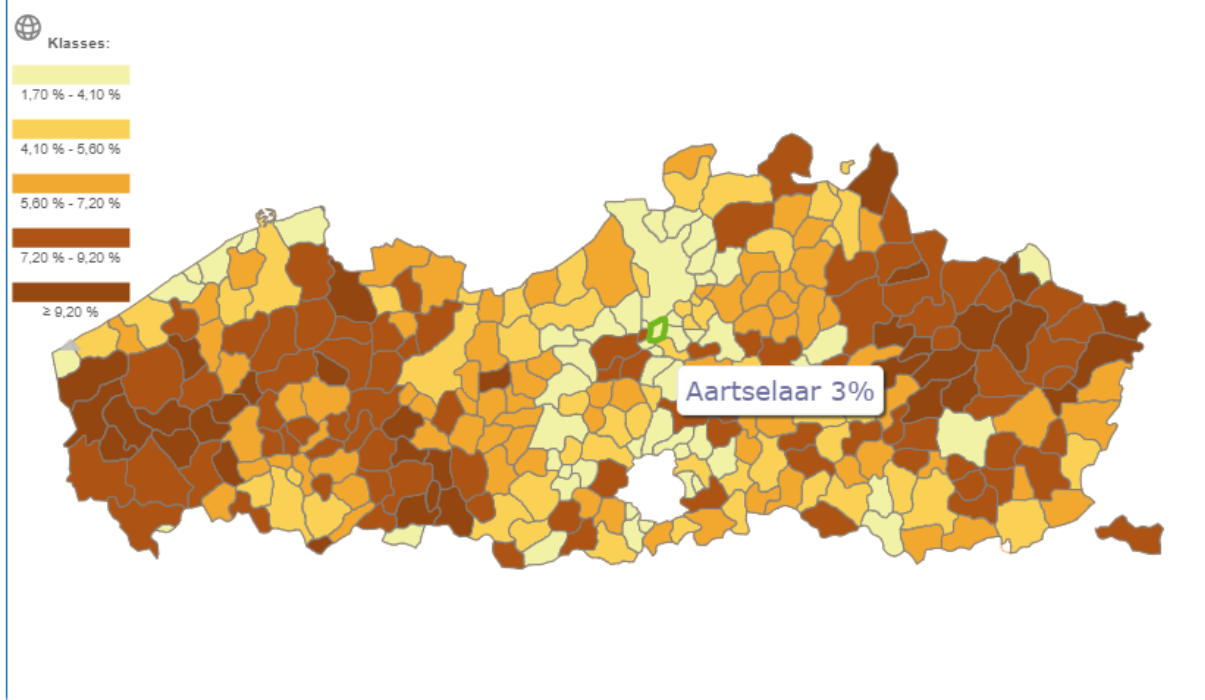 Klasses:
1,70 % - 4,10 %
4,10 % - 5,60 %
5,60 % - 7,20 %
7,20 % - 9,20 %
≥ 9,20 %
Aartselaar 3%